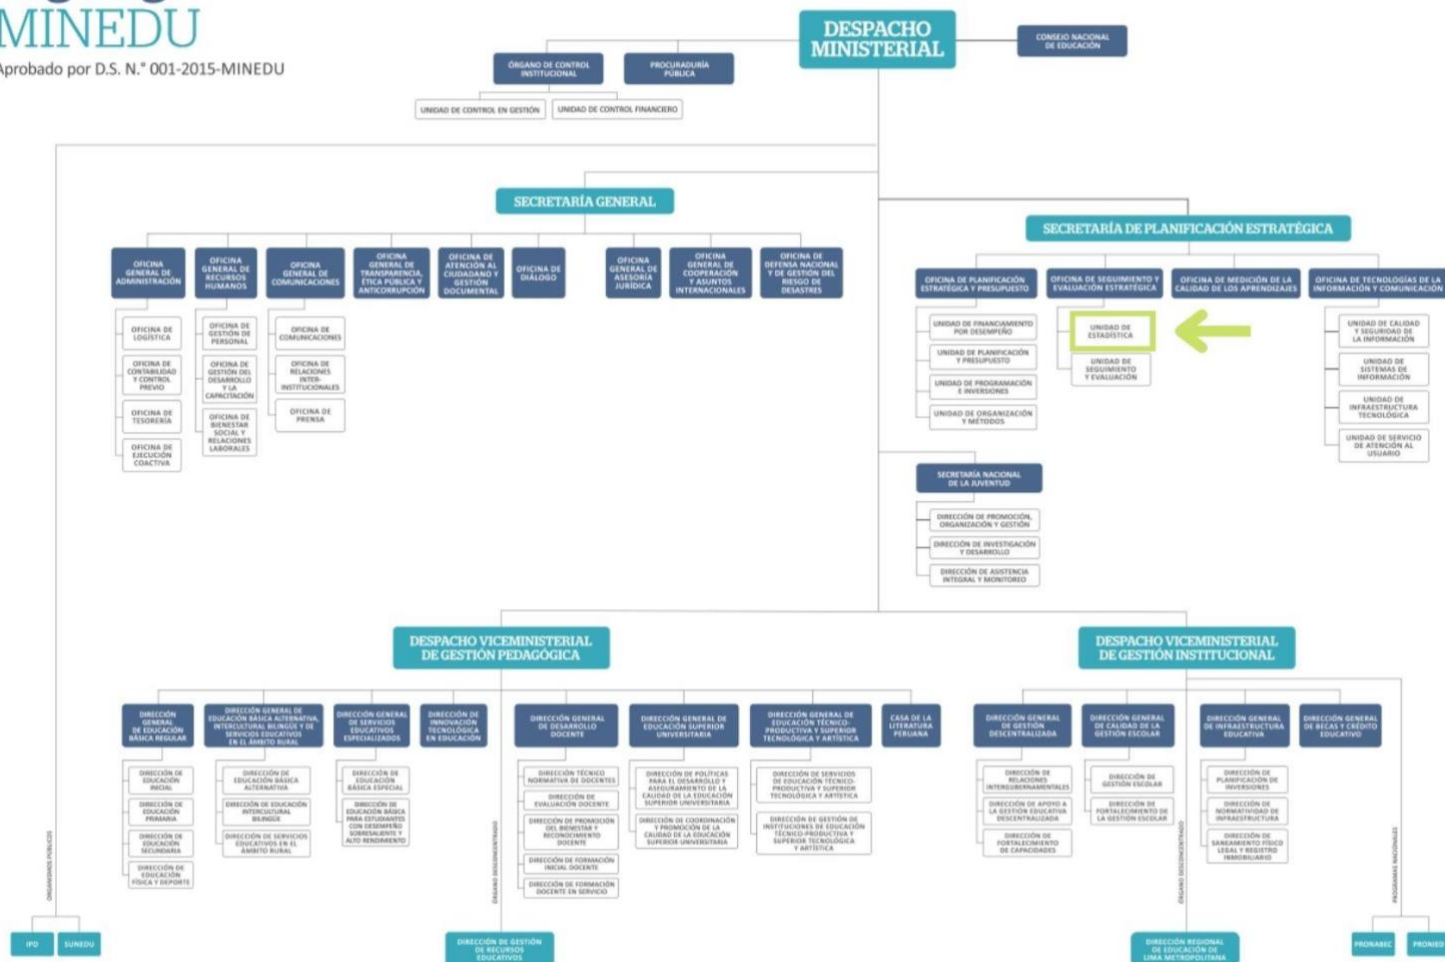 MINEDU
Aprobado por D.S. N.° 001-2015-MINEDU
DESPACHO
MINISTERIAL
CONSEJO NACIONAL
DE EDUCACIÓN
ÓRGANO DE CONTROL
INSTITUCIONAL
PROCURADURÍA
PÚBLICA
UNIDAD DE CONTROL EN GESTIÓN
UNIDAD DE CONTROL FINANCIERO
SECRETARÍA GENERAL
SECRETARÍA DE PLANIFICACIÓN ESTRATÉGICA
OFICINA
GENERAL DE
ADMINISTRACIÓN
OFICINA
GENERAL DE
RECURSOS
HUMANOS
OFICINA
GENERAL DE
COMUNICACIONES
OFICINA
GENERAL DE
TRANSPARENCIA,
ÉTICA PÚBLICA Y
ANTICORRUPCIÓN
OFICINA DE
ATENCIÓN AL
CIUDADANO Y
GESTIÓN
DOCUMENTAL
OFICINA DE
DIÁLOGO
OFICINA
GENERAL DE
ASESORÍA
JURÍDICA
OFICINA
GENERAL DE
COOPERACIÓN
Y ASUNTOS
INTERNACIONALES
OFICINA DE
DEFENSA NACIONAL
Y DE GESTIÓN DEL
RIESGO DE
DESASTRES
OFICINA DE
LOGÍSTICA
OFICINA DE
CONTABILIDAD
Y CONTROL
PREVIO
OFICINA DE
TESORERÍA
OFICINA DE
EJECUCIÓN
COACTIVA
OFICINA DE
GESTIÓN DE
PERSONAL
OFICINA DE
GESTIÓN DEL
DESARROLLO
Y LA
CAPACITACIÓN
OFICINA DE
BIENESTAR
SOCIAL Y
RELACIONES
LABORALES
OFICINA DE
COMUNICACIONES
OFICINA DE
RELACIONES
INTER-
INSTITUCIONALES
OFICINA DE
PRENSA
OFICINA DE PLANIFICACIÓN
ESTRATÉGICA Y PRESUPUESTO
OFICINA DE SEGUIMIENTO Y
EVALUACIÓN ESTRATÉGICA
OFICINA DE MEDICIÓN DE LA
CALIDAD DE LOS APRENDIZAJES
OFICINA DE TECNOLOGÍAS DE LA
INFORMACIÓN Y COMUNICACIÓN
UNIDAD DE FINANCIAMIENTO
POR DESEMPEÑO
UNIDAD DE PLANIFICACIÓN
Y PRESUPUESTO
UNIDAD DE PROGRAMACIÓN
E INVERSIONES
UNIDAD DE ORGANIZACIÓN
Y MÉTODOS
UNIDAD DE
ESTADÍSTICA
UNIDAD DE
SEGUIMIENTO
Y EVALUACIÓN
UNIDAD DE CALIDAD
Y SEGURIDAD DE
LA INFORMACIÓN
UNIDAD DE
SISTEMAS DE
INFORMACIÓN
UNIDAD DE
INFRAESTRUCTURA
TECNOLÓGICA
UNIDAD DE SERVICIO
DE ATENCIÓN AL
USUARIO
SECRETARÍA NACIONAL
DE LA JUVENTUD
DIRECCIÓN DE PROMOCIÓN,
ORGANIZACIÓN Y GESTIÓN
DIRECCIÓN DE INVESTIGACIÓN
Y DESARROLLO
DIRECCIÓN DE ASISTENCIA
INTEGRAL Y MONITOREO
DESPACHO VICEMINISTERIAL
DE GESTIÓN PEDAGÓGICA
DESPACHO VICEMINISTERIAL
DE GESTIÓN INSTITUCIONAL
DIRECCIÓN
GENERAL
DE EDUCACIÓN
BÁSICA REGULAR
DIRECCIÓN GENERAL DE
EDUCACIÓN BÁSICA ALTERNATIVA,
INTERCULTURAL BILINGÜE Y DE
SERVICIOS EDUCATIVOS
EN EL ÁMBITO RURAL
DIRECCIÓN GENERAL
DE SERVICIOS
EDUCATIVOS
ESPECIALIZADOS
DIRECCIÓN DE
INNOVACIÓN
TECNOLÓGICA
EN EDUCACIÓN
DIRECCIÓN GENERAL
DE DESARROLLO
DOCENTE
DIRECCIÓN GENERAL DE
EDUCACIÓN SUPERIOR
UNIVERSITARIA
DIRECCIÓN GENERAL DE
EDUCACIÓN TÉCNICO-
PRODUCTIVA Y SUPERIOR
TECNOLÓGICA Y ARTÍSTICA
CASA DE LA
LITERATURA
PERUANA
DIRECCIÓN GENERAL
DE GESTIÓN
DESCENTRALIZADA
DIRECCIÓN GENERAL
DE CALIDAD DE LA
GESTIÓN ESCOLAR
DIRECCIÓN GENERAL
DE INFRAESTRUCTURA
EDUCATIVA
DIRECCIÓN GENERAL
DE BECAS Y CRÉDITO
EDUCATIVO
DIRECCIÓN DE
EDUCACIÓN
INICIAL
DIRECCIÓN DE
EDUCACIÓN
PRIMARIA
DIRECCIÓN DE
EDUCACIÓN
SECUNDARIA
DIRECCIÓN DE
EDUCACIÓN
FÍSICA Y DEPORTE
DIRECCIÓN DE
EDUCACIÓN BÁSICA
ALTERNATIVA
DIRECCIÓN DE EDUCACIÓN
INTERCULTURAL
BILINGÜE
DIRECCIÓN DE SERVICIOS
EDUCATIVOS EN EL
ÁMBITO RURAL
DIRECCIÓN DE
EDUCACIÓN
BÁSICA ESPECIAL
DIRECCIÓN DE
EDUCACIÓN BÁSICA
PARA ESTUDIANTES
CON DESEMPEÑO
SOBRESALIENTE Y
ALTO RENDIMIENTO
DIRECCIÓN TÉCNICO
NORMATIVA DE DOCENTES
DIRECCIÓN DE
EVALUACIÓN DOCENTE
DIRECCIÓN DE PROMOCIÓN
DEL BIENESTAR Y
RECONOCIMIENTO
DOCENTE
DIRECCIÓN DE FORMACIÓN
INICIAL DOCENTE
DIRECCIÓN DE FORMACIÓN
DOCENTE EN SERVICIO
DIRECCIÓN DE POLÍTICAS
PARA EL DESARROLLO Y
ASEGURAMIENTO DE LA
CALIDAD DE LA EDUCACIÓN
SUPERIOR UNIVERSITARIA
DIRECCIÓN DE COORDINACIÓN
Y PROMOCIÓN DE LA
CALIDAD DE LA EDUCACIÓN
SUPERIOR UNIVERSITARIA
DIRECCIÓN DE SERVICIOS
DE EDUCACIÓN TÉCNICO-
PRODUCTIVA Y SUPERIOR
TECNOLÓGICA Y ARTÍSTICA
DIRECCIÓN DE GESTIÓN DE
INSTITUCIONES DE EDUCACIÓN
TÉCNICO-PRODUCTIVA Y
SUPERIOR TECNOLÓGICA
Y ARTÍSTICA
DIRECCIÓN DE
RELACIONES
INTERGUBERNAMENTALES
DIRECCIÓN DE APOYO A
LA GESTIÓN EDUCATIVA
DESCENTRALIZADA
DIRECCIÓN DE
FORTALECIMIENTO
DE CAPACIDADES
DIRECCIÓN DE
GESTIÓN ESCOLAR
DIRECCIÓN DE
FORTALECIMIENTO DE
LA GESTIÓN ESCOLAR
DIRECCIÓN DE
PLANIFICACIÓN DE
INVERSIONES
DIRECCIÓN DE
NORMATIVIDAD DE
INFRAESTRUCTURA
DIRECCIÓN DE
SANEAMIENTO FÍSICO
LEGAL Y REGISTRO
INMOBILIARIO
ORGANISMOS PÚBLICOS
ÓRGANO DESCONCENTRADO
ÓRGANO DESCONCENTRADO
PROGRAMAS NACIONALES
IPD
SUNEDU
DIRECCIÓN DE GESTIÓN
DE RECURSOS
EDUCATIVOS
DIRECCIÓN REGIONAL
DE EDUCACIÓN DE
LIMA METROPOLITANA
PRONABEC
PRONIED